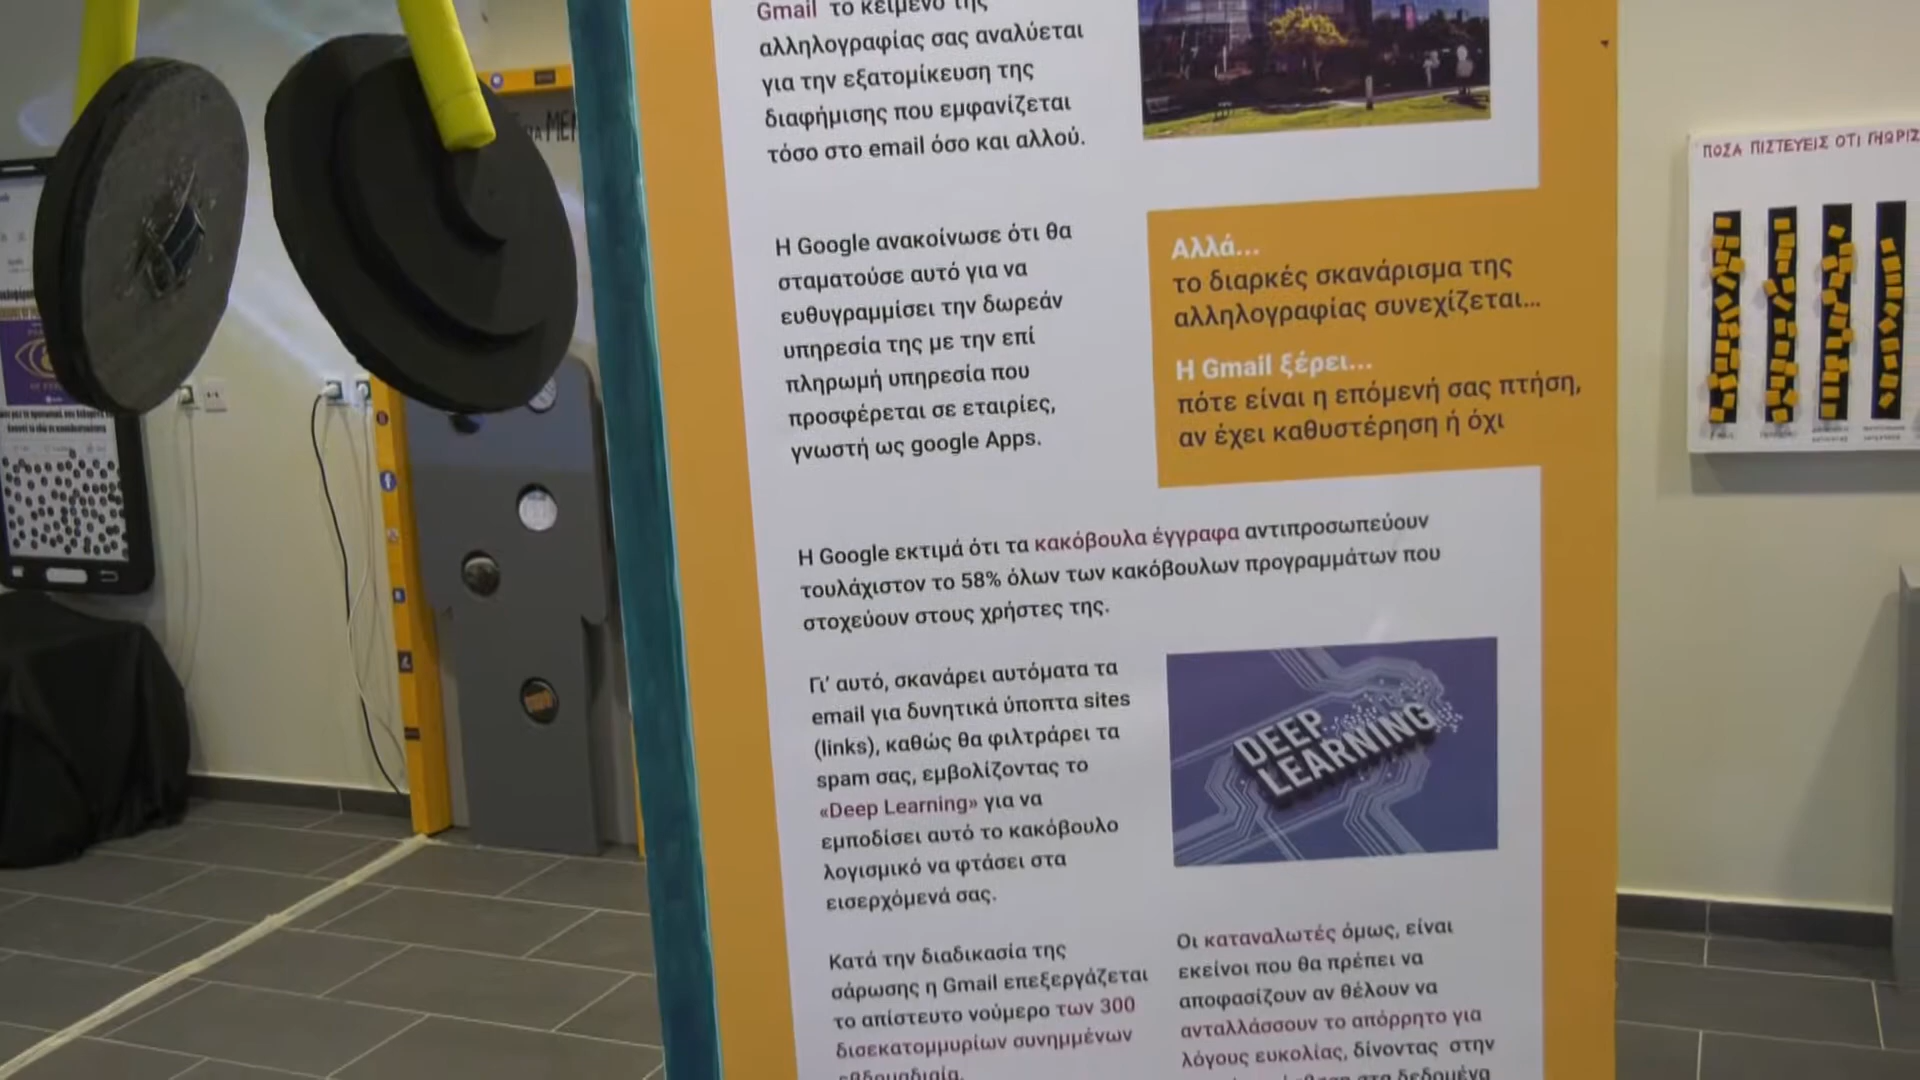 Gmail το κείμενο της
αλληλογραφίας σας αναλύεται
για την εξατομίκευση της
διαφήμισης που εμφανίζεται
τόσο στο email όσο και αλλού.
Η Google ανακοίνωσε ότι θα
σταματούσε αυτό για να
ευθυγραμμίσει την δωρεάν
υπηρεσία της με την επί
πληρωμή υπηρεσία που
προσφέρεται σε εταιρίες,
γνωστή ως google Apps.
Αλλά...
το διαρκές σκανάρισμα της
αλληλογραφίας συνεχίζεται...
Η Gmail ξέρει...
πότε είναι η επόμενή σας πτήση,
αν έχει καθυστέρηση ή όχι
Η Google εκτιμά ότι τα κακόβουλα έγγραφα αντιπροσωπεύουν
τουλάχιστον το 58% όλων των κακόβουλων προγραμμάτων που
στοχεύουν στους χρήστες της.
Γι' αυτό, σκανάρει αυτόματα τα
email για δυνητικά ύποπτα sites
(links), καθώς θα φιλτράρει τα
spam σας, εμβολίζοντας το
«Deep Learning» για να
εμποδίσει αυτό το κακόβουλο
λογισμικό να φτάσει στα
εισερχόμενά σας.
DEEP
LEARNING
Κατά την διαδικασία της
σάρωσης η Gmail επεξεργάζεται
το απίστευτο νούμερο των 300
δισεκατομμυρίων συνημμένων
εβδομαδιαία.
Οι καταναλωτές όμως, είναι
εκείνοι που θα πρέπει να
αποφασίζουν αν θέλουν να
ανταλλάσσουν το απόρρητο για
λόγους ευκολίας, δίνοντας στην
στα δεδομένα
ΠΟΣΑ ΠΙΣΤΕΥΕΙΣ ΟΤΙ ΓΝΩΡΙΖ